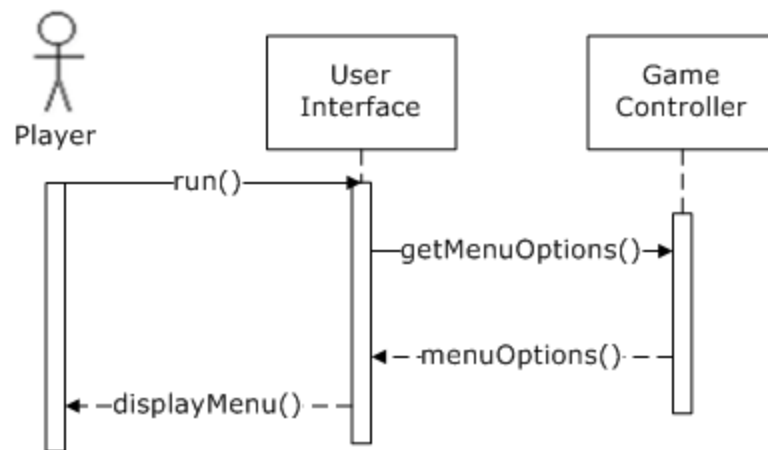 Player
User
Interface
Game
Controller
run()
getMenuOptions()
menuOptions()
displayMenu()